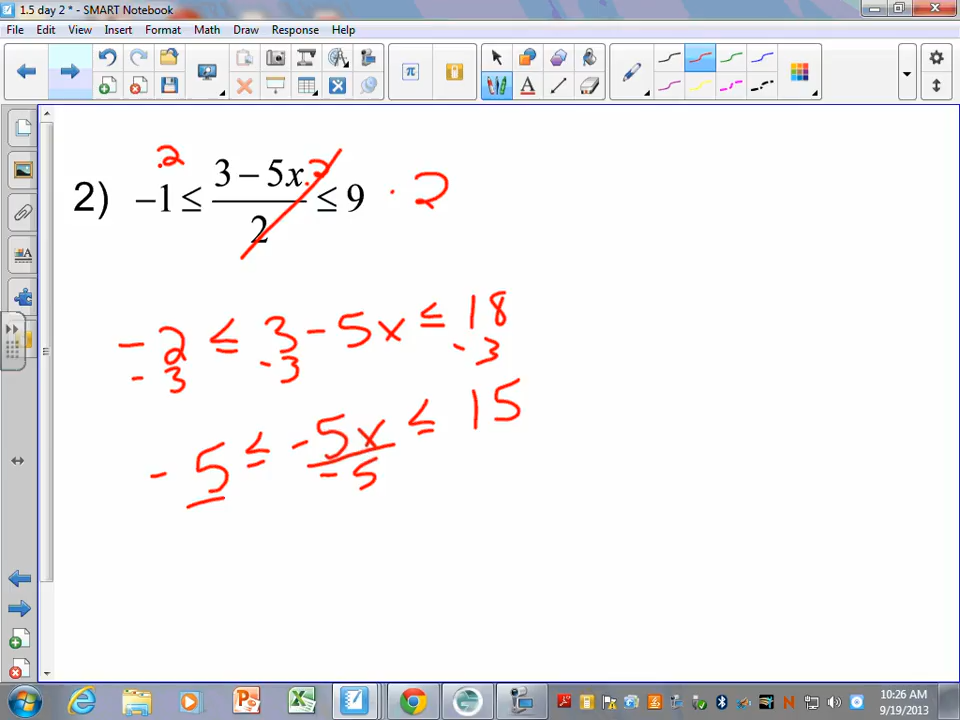 1.5 day 2 * - SMART Notebook
File Edit View Insert Format Math Draw Response Help
·2
2) −1 ≤ (3 − 5x)/2 ≤ 9 · 2
·2
-2 ≤ 3 - 5x ≤ 18
-3 -3 -3
-5 ≤ -5x ≤ 15
-5
10:26 AM
9/19/2013